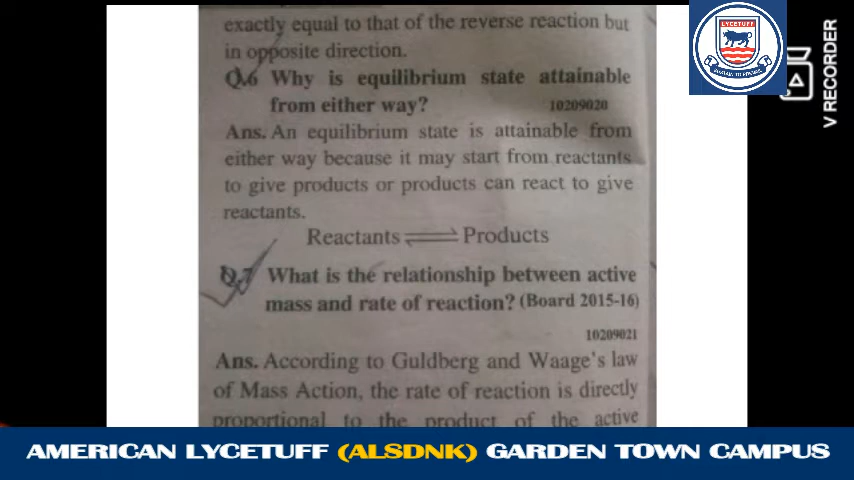 exactly equal to that of the reverse reaction but
in opposite direction.
Q.6 Why is equilibrium state attainable
from either way? 10209020
Ans. An equilibrium state is attainable from
either way because it may start from reactants
to give products or products can react to give
reactants.
Reactants ⇌ Products
Q.7 What is the relationship between active
mass and rate of reaction? (Board 2015-16)
10209021
Ans. According to Guldberg and Waage's law
of Mass Action, the rate of reaction is directly
proportional to the product of the active
LYCETUFF
V RECORDER
AMERICAN LYCETUFF (ALSDNK) GARDEN TOWN CAMPUS